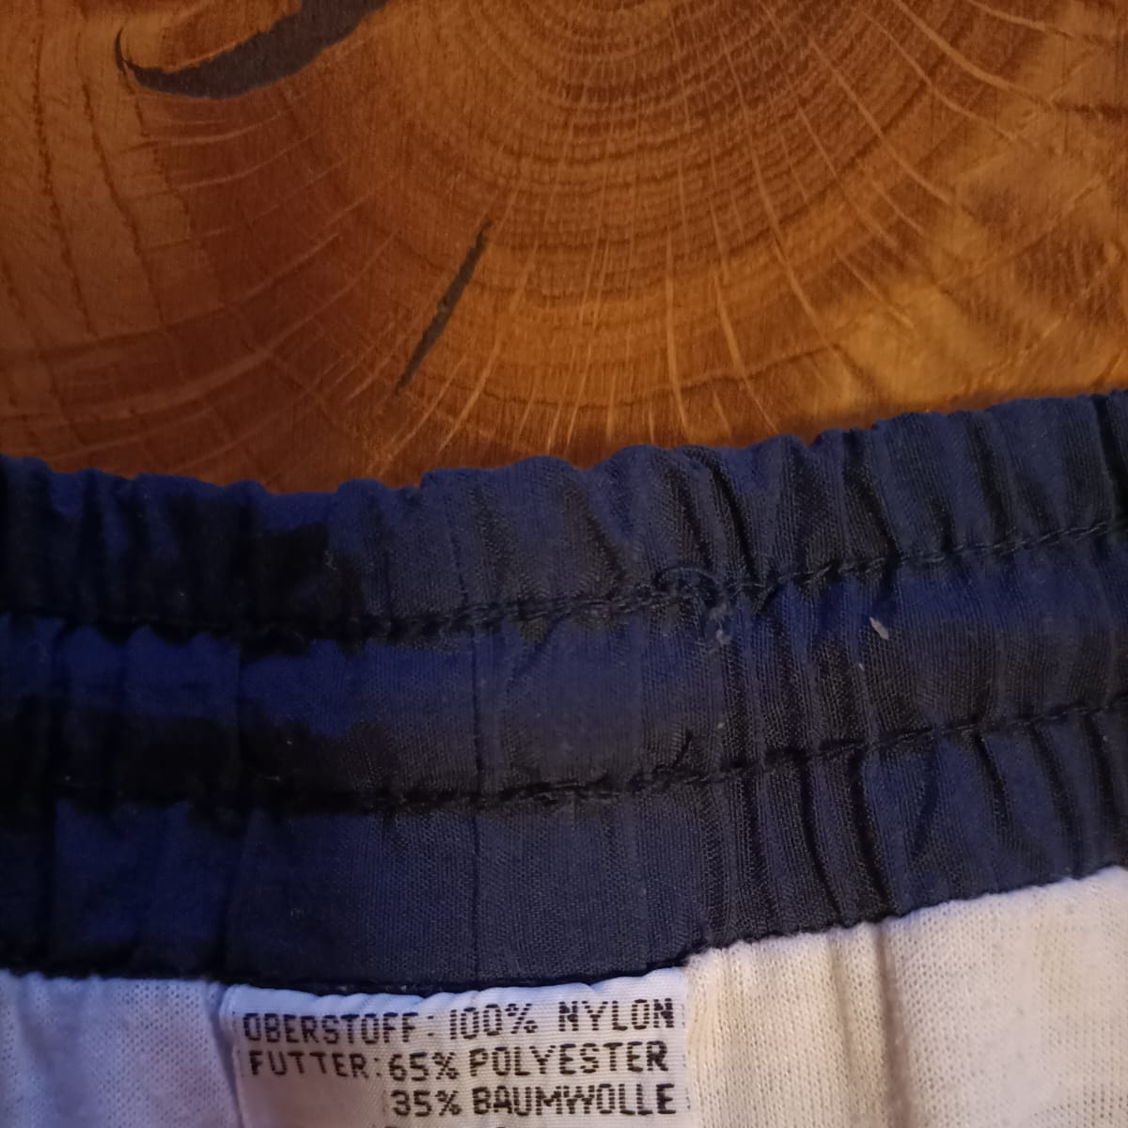 OBERSTOFF: 100% NYLON
FUTTER: 65% POLYESTER
35% BAUMWOLLE